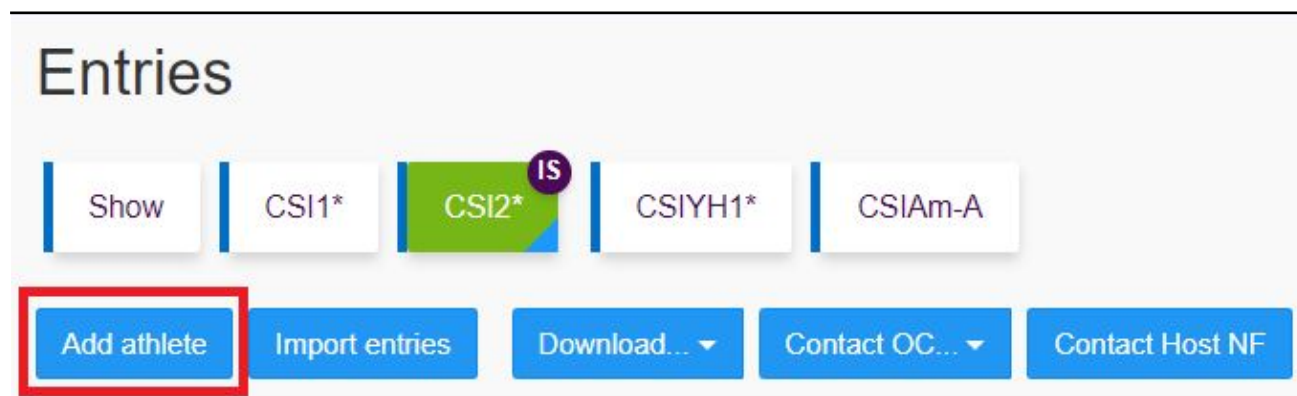 Entries
Show CSI1* CSI2* IS CSIYH1* CSIAm-A
Add athlete Import entries Download... Contact OC... Contact Host NF